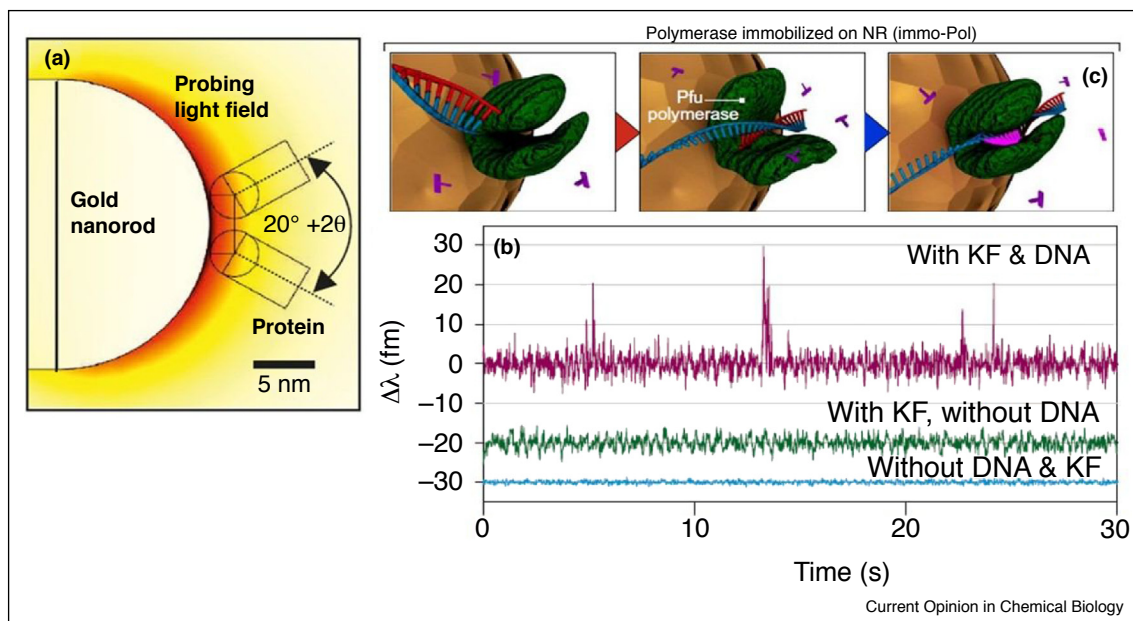 (a)
Probing
light field
Gold
nanorod
20° +2θ
Protein
5 nm
Polymerase immobilized on NR (immo-Pol)
Pfu
polymerase
(c)
(b)
With KF & DNA
With KF, without DNA
Without DNA & KF
30
20
10
0
–10
–20
–30
Δλ (fm)
0
10
20
30
Time (s)
Current Opinion in Chemical Biology